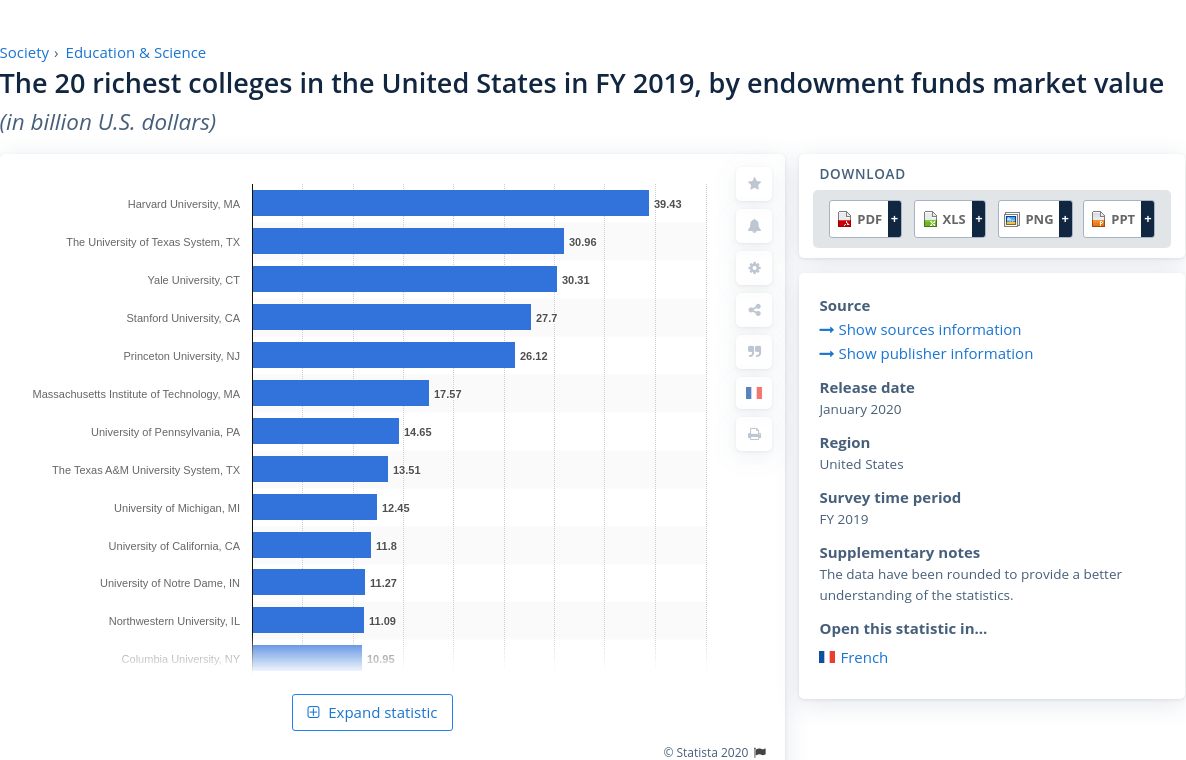 Society › Education & Science
The 20 richest colleges in the United States in FY 2019, by endowment funds market value
(in billion U.S. dollars)
Harvard University, MA 39.43
The University of Texas System, TX 30.96
Yale University, CT 30.31
Stanford University, CA 27.7
Princeton University, NJ 26.12
Massachusetts Institute of Technology, MA 17.57
University of Pennsylvania, PA 14.65
The Texas A&M University System, TX 13.51
University of Michigan, MI 12.45
University of California, CA 11.8
University of Notre Dame, IN 11.27
Northwestern University, IL 11.09
Columbia University, NY 10.95
Expand statistic
© Statista 2020
DOWNLOAD
PDF + XLS + PNG + PPT +
Source
Show sources information
Show publisher information
Release date
January 2020
Region
United States
Survey time period
FY 2019
Supplementary notes
The data have been rounded to provide a better
understanding of the statistics.
Open this statistic in...
French